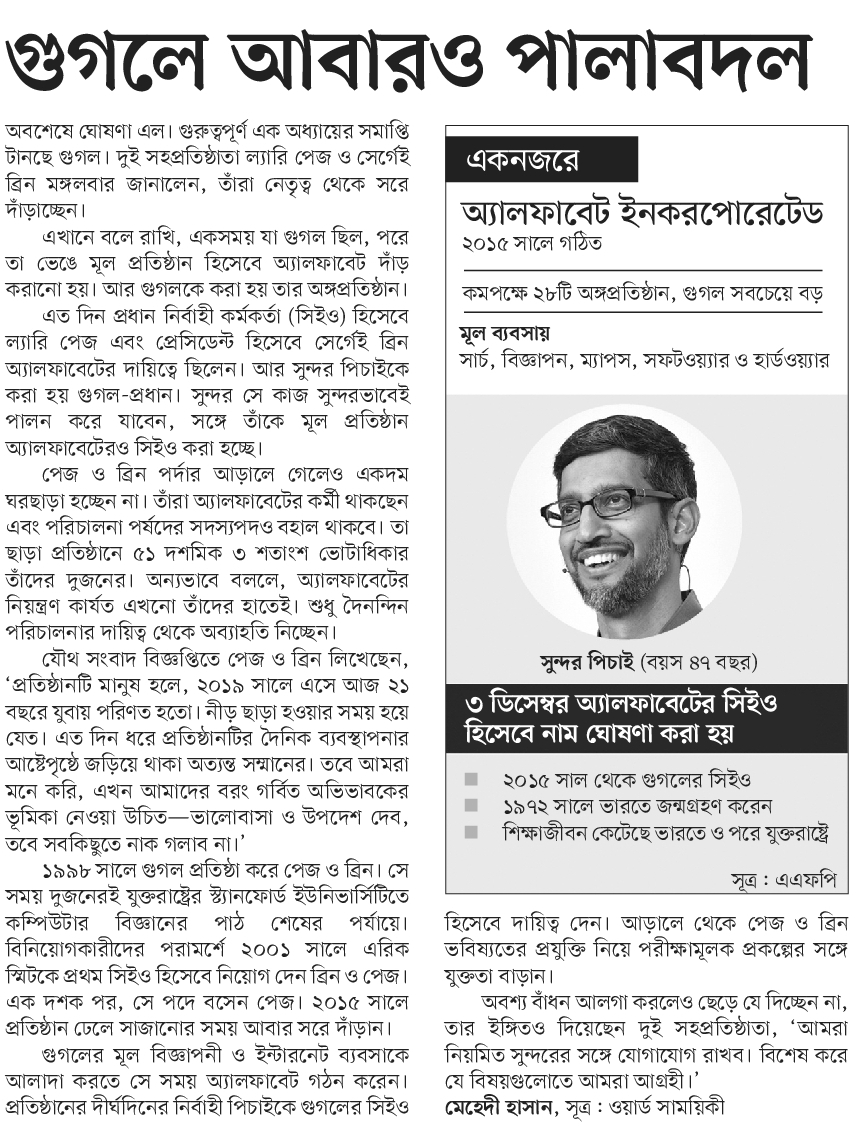 গুগলে আবারও পালাবদল
অবশেষে ঘোষণা এল। গুরুত্বপূর্ণ এক অধ্যায়ের সমাপ্তি
টানছে গুগল। দুই সহপ্রতিষ্ঠাতা ল্যারি পেজ ও সের্গেই
ব্রিন মঙ্গলবার জানালেন, তাঁরা নেতৃত্ব থেকে সরে
দাঁড়াচ্ছেন।
এখানে বলে রাখি, একসময় যা গুগল ছিল, পরে
তা ভেঙে মূল প্রতিষ্ঠান হিসেবে অ্যালফাবেট দাঁড়
করানো হয়। আর গুগলকে করা হয় তার অঙ্গপ্রতিষ্ঠান।
এত দিন প্রধান নির্বাহী কর্মকর্তা (সিইও) হিসেবে
ল্যারি পেজ এবং প্রেসিডেন্ট হিসেবে সের্গেই ব্রিন
অ্যালফাবেটের দায়িত্বে ছিলেন। আর সুন্দর পিচাইকে
করা হয় গুগল-প্রধান। সুন্দর সে কাজ সুন্দরভাবেই
পালন করে যাবেন, সঙ্গে তাঁকে মূল প্রতিষ্ঠান
অ্যালফাবেটেরও সিইও করা হচ্ছে।
পেজ ও ব্রিন পর্দার আড়ালে গেলেও একদম
ঘরছাড়া হচ্ছেন না। তাঁরা অ্যালফাবেটের কর্মী থাকছেন
এবং পরিচালনা পর্ষদের সদস্যপদও বহাল থাকবে। তা
ছাড়া প্রতিষ্ঠানে ৫১ দশমিক ৩ শতাংশ ভোটাধিকার
তাঁদের দুজনের। অন্যভাবে বললে, অ্যালফাবেটের
নিয়ন্ত্রণ কার্যত এখনো তাঁদের হাতেই। শুধু দৈনন্দিন
পরিচালনার দায়িত্ব থেকে অব্যাহতি নিচ্ছেন।
যৌথ সংবাদ বিজ্ঞপ্তিতে পেজ ও ব্রিন লিখেছেন,
‘প্রতিষ্ঠানটি মানুষ হলে, ২০১৯ সালে এসে আজ ২১
বছরে যুবায় পরিণত হতো। নীড় ছাড়া হওয়ার সময় হয়ে
যেত। এত দিন ধরে প্রতিষ্ঠানটির দৈনিক ব্যবস্থাপনার
আষ্টেপৃষ্ঠে জড়িয়ে থাকা অত্যন্ত সম্মানের। তবে আমরা
মনে করি, এখন আমাদের বরং গর্বিত অভিভাবকের
ভূমিকা নেওয়া উচিত—ভালোবাসা ও উপদেশ দেব,
তবে সবকিছুতে নাক গলাব না।’
১৯৯৮ সালে গুগল প্রতিষ্ঠা করে পেজ ও ব্রিন। সে
সময় দুজনেরই যুক্তরাষ্ট্রের স্ট্যানফোর্ড ইউনিভার্সিটিতে
কম্পিউটার বিজ্ঞানের পাঠ শেষের পর্যায়ে।
বিনিয়োগকারীদের পরামর্শে ২০০১ সালে এরিক
স্মিটকে প্রথম সিইও হিসেবে নিয়োগ দেন ব্রিন ও পেজ।
এক দশক পর, সে পদে বসেন পেজ। ২০১৫ সালে
প্রতিষ্ঠান ঢেলে সাজানোর সময় আবার সরে দাঁড়ান।
গুগলের মূল বিজ্ঞাপনী ও ইন্টারনেট ব্যবসাকে
আলাদা করতে সে সময় অ্যালফাবেট গঠন করেন।
প্রতিষ্ঠানের দীর্ঘদিনের নির্বাহী পিচাইকে গুগলের সিইও
একনজরে
অ্যালফাবেট ইনকরপোরেটেড
২০১৫ সালে গঠিত
কমপক্ষে ২৮টি অঙ্গপ্রতিষ্ঠান, গুগল সবচেয়ে বড়
মূল ব্যবসায়
সার্চ, বিজ্ঞাপন, ম্যাপস, সফটওয়্যার ও হার্ডওয়্যার
সুন্দর পিচাই (বয়স ৪৭ বছর)
৩ ডিসেম্বর অ্যালফাবেটের সিইও
হিসেবে নাম ঘোষণা করা হয়
২০১৫ সাল থেকে গুগলের সিইও
১৯৭২ সালে ভারতে জন্মগ্রহণ করেন
শিক্ষাজীবন কেটেছে ভারতে ও পরে যুক্তরাষ্ট্রে
সূত্র : এএফপি
হিসেবে দায়িত্ব দেন। আড়ালে থেকে পেজ ও ব্রিন
ভবিষ্যতের প্রযুক্তি নিয়ে পরীক্ষামূলক প্রকল্পের সঙ্গে
যুক্ততা বাড়ান।
অবশ্য বাঁধন আলগা করলেও ছেড়ে যে দিচ্ছেন না,
তার ইঙ্গিতও দিয়েছেন দুই সহপ্রতিষ্ঠাতা, ‘আমরা
নিয়মিত সুন্দরের সঙ্গে যোগাযোগ রাখব। বিশেষ করে
যে বিষয়গুলোতে আমরা আগ্রহী।’
মেহেদী হাসান, সূত্র : ওয়ার্ড সাময়িকী